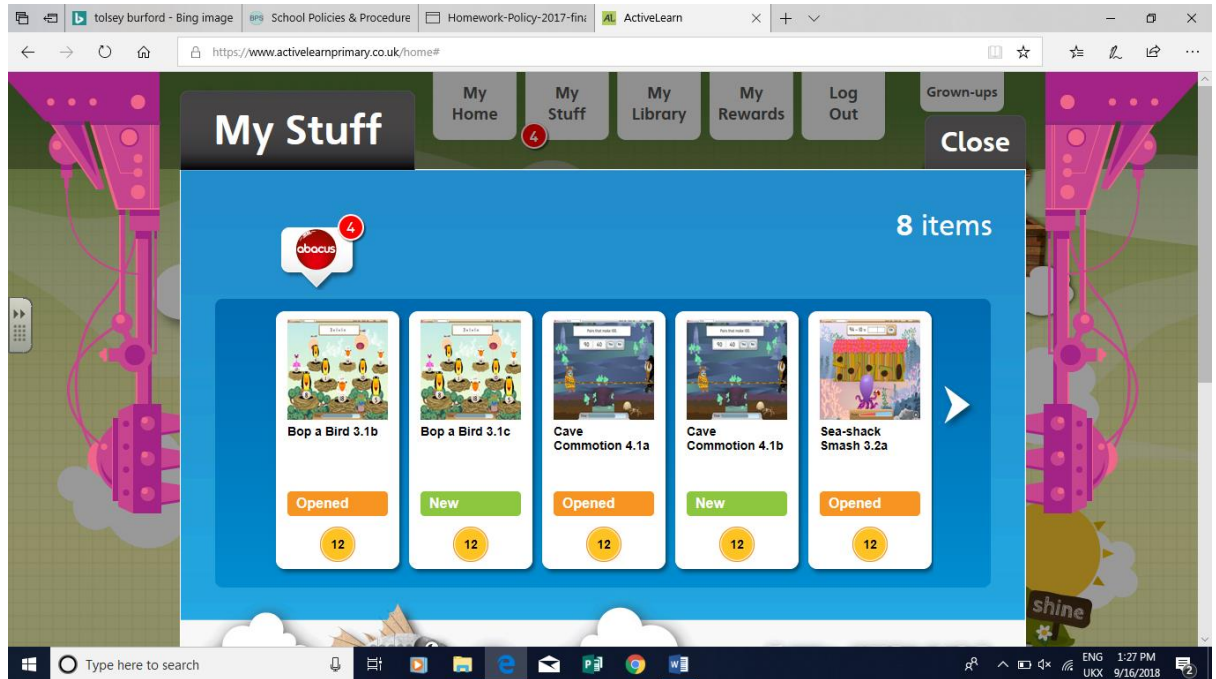 tolsey burford - Bing image
BPS School Policies & Procedure
Homework-Policy-2017-fina
AL ActiveLearn
https://www.activelearnprimary.co.uk/home#
My Stuff
My Home
My Stuff
4
My Library
My Rewards
Log Out
Grown-ups
Close
abacus
4
8 items
Bop a Bird 3.1b
Opened
12
Bop a Bird 3.1c
New
12
Cave
Commotion 4.1a
Opened
12
Cave
Commotion 4.1b
New
12
Sea-shack
Smash 3.2a
Opened
12
shine
Type here to search
ENG
UKX
1:27 PM
9/16/2018
2